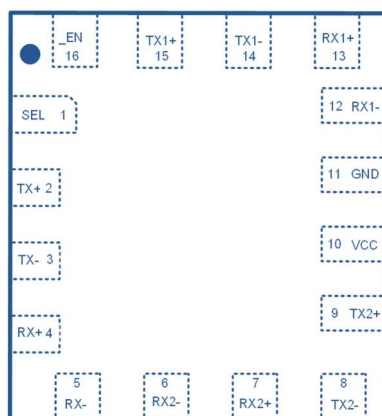 _EN
16
TX1+
15
TX1-
14
RX1+
13
SEL 1
12 RX1-
TX+ 2
11 GND
TX- 3
10 VCC
RX+ 4
9 TX2+
5
RX-
6
RX2-
7
RX2+
8
TX2-